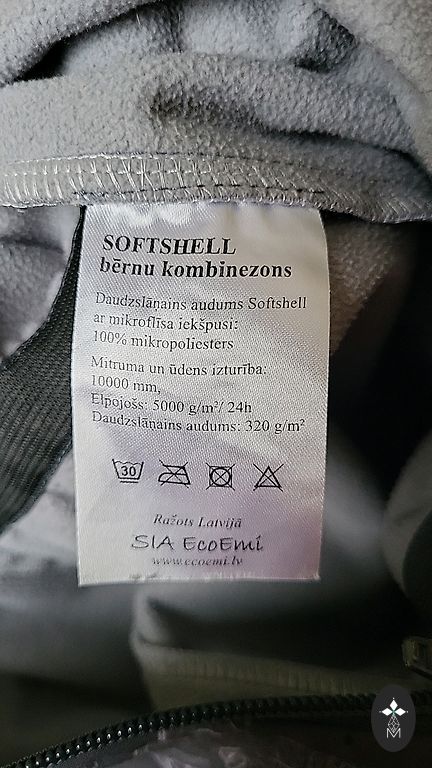 SOFTSHELL
bērnu kombinezons
Daudzslāņains audums Softshell
ar mikroflīsa iekšpusi:
100% mikropoliesters
Mitruma un ūdens izturība:
10000 mm,
Elpojošs: 5000 g/m²/ 24h
Daudzslāņains audums: 320 g/m²
30
Ražots Latvijā
SIA EcoEmi
www.ecoemi.lv